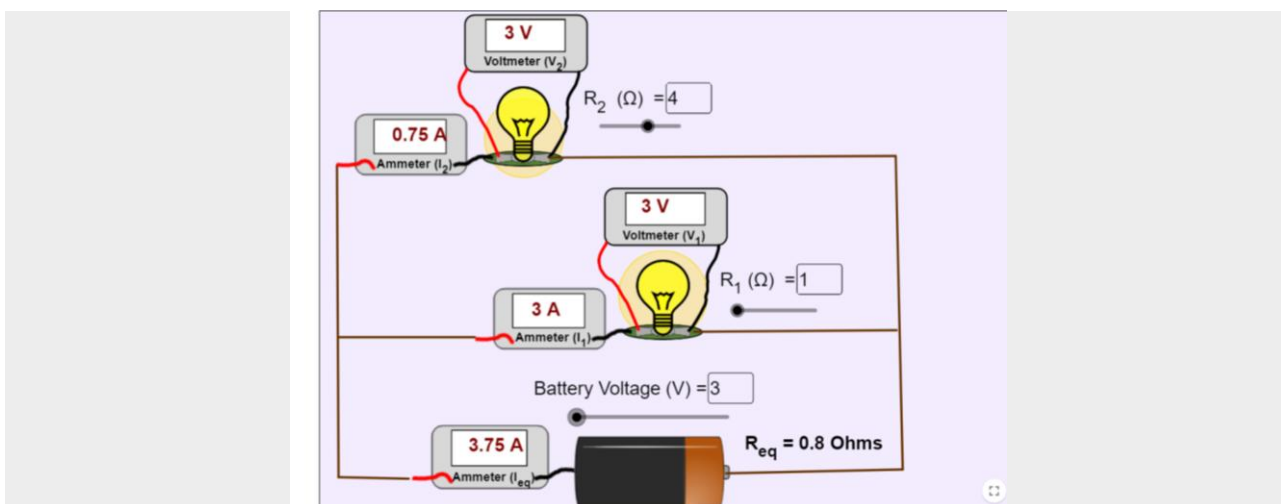 3 V
Voltmeter (V₂)
R₂ (Ω) = 4
0.75 A
Ammeter (I₂)
3 V
Voltmeter (V₁)
R₁ (Ω) = 1
3 A
Ammeter (I₁)
Battery Voltage (V) = 3
3.75 A
Ammeter (Iₑq)
Rₑq = 0.8 Ohms